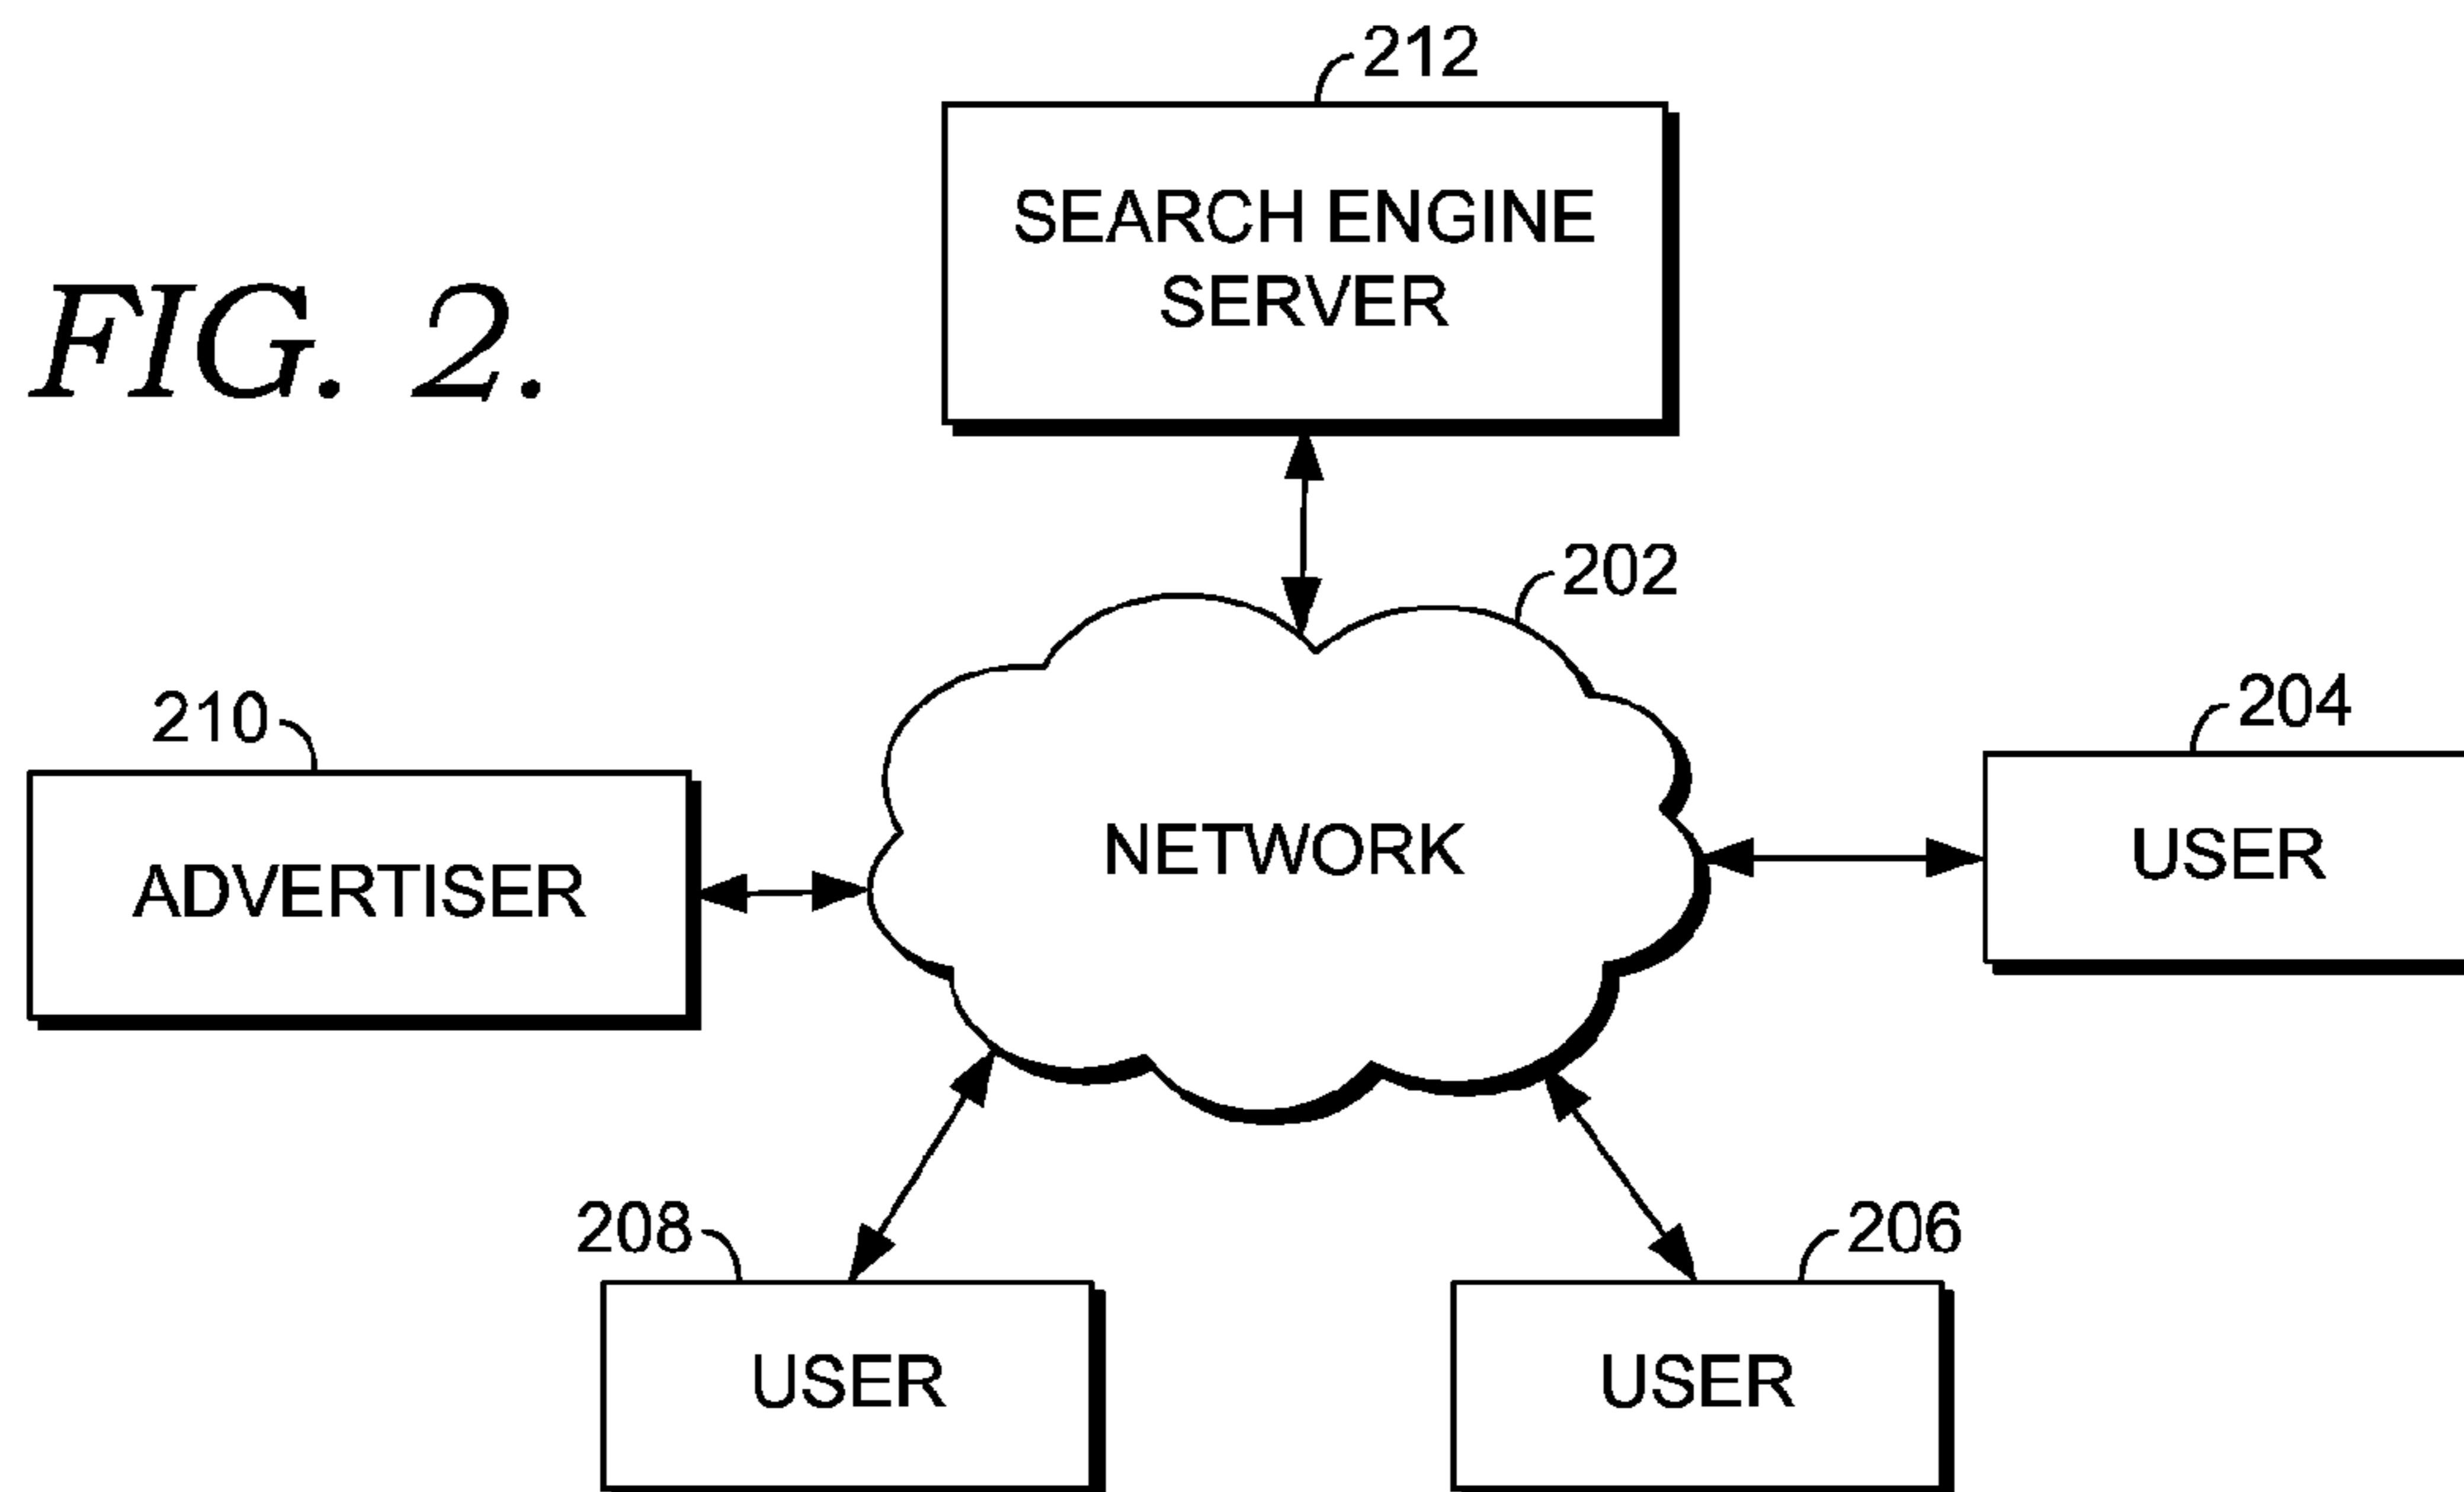 212
SEARCH ENGINE
SERVER
FIG. 2.
202
210
204
NETWORK
USER
ADVERTISER
208
206
USER
USER